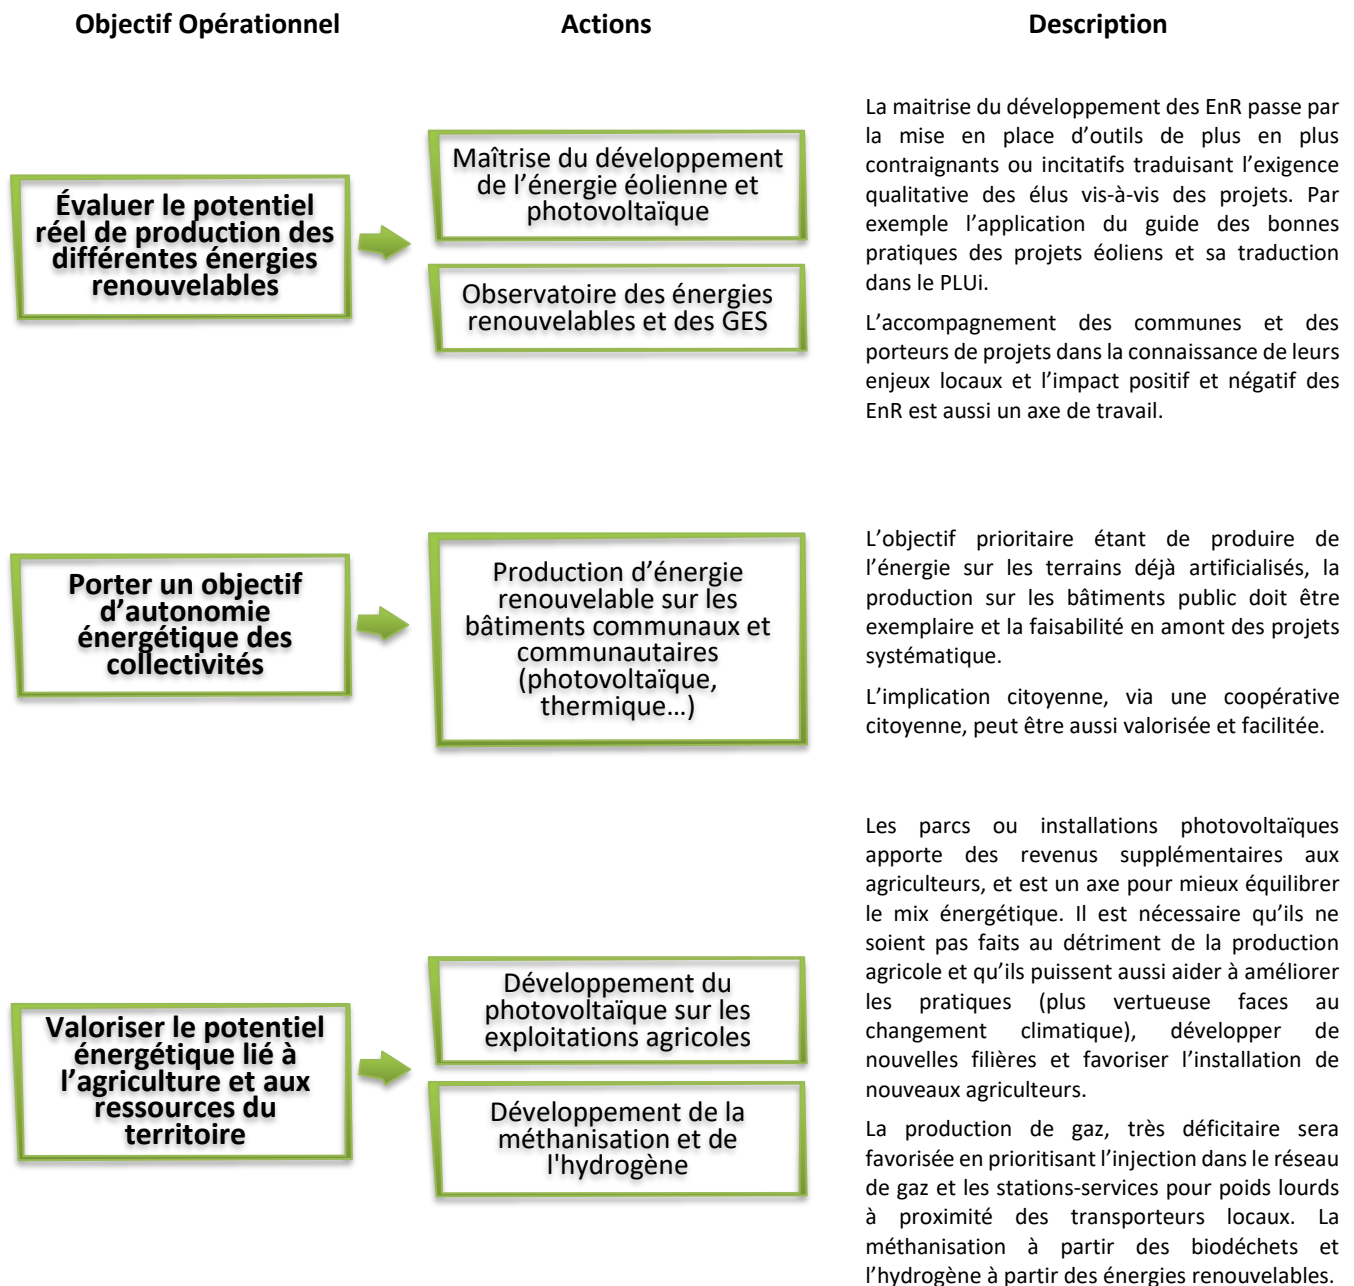 Objectif Opérationnel
Actions
Description
Évaluer le potentiel
réel de production des
différentes énergies
renouvelables
Maîtrise du développement
de l’énergie éolienne et
photovoltaïque
Observatoire des énergies
renouvelables et des GES
La maitrise du développement des EnR passe par
la mise en place d’outils de plus en plus
contraignants ou incitatifs traduisant l’exigence
qualitative des élus vis-à-vis des projets. Par
exemple l’application du guide des bonnes
pratiques des projets éoliens et sa traduction
dans le PLUi.
L’accompagnement des communes et des
porteurs de projets dans la connaissance de leurs
enjeux locaux et l’impact positif et négatif des
EnR est aussi un axe de travail.
Porter un objectif
d’autonomie
énergétique des
collectivités
Production d’énergie
renouvelable sur les
bâtiments communaux et
communautaires
(photovoltaïque,
thermique…)
L’objectif prioritaire étant de produire de
l’énergie sur les terrains déjà artificialisés, la
production sur les bâtiments public doit être
exemplaire et la faisabilité en amont des projets
systématique.
L’implication citoyenne, via une coopérative
citoyenne, peut être aussi valorisée et facilitée.
Valoriser le potentiel
énergétique lié à
l’agriculture et aux
ressources du
territoire
Développement du
photovoltaïque sur les
exploitations agricoles
Développement de la
méthanisation et de
l'hydrogène
Les parcs ou installations photovoltaïques
apporte des revenus supplémentaires aux
agriculteurs, et est un axe pour mieux équilibrer
le mix énergétique. Il est nécessaire qu’ils ne
soient pas faits au détriment de la production
agricole et qu’ils puissent aussi aider à améliorer
les pratiques (plus vertueuse faces au
changement climatique), développer de
nouvelles filières et favoriser l’installation de
nouveaux agriculteurs.
La production de gaz, très déficitaire sera
favorisée en prioritisant l’injection dans le réseau
de gaz et les stations-services pour poids lourds
à proximité des transporteurs locaux. La
méthanisation à partir des biodéchets et
l’hydrogène à partir des énergies renouvelables.